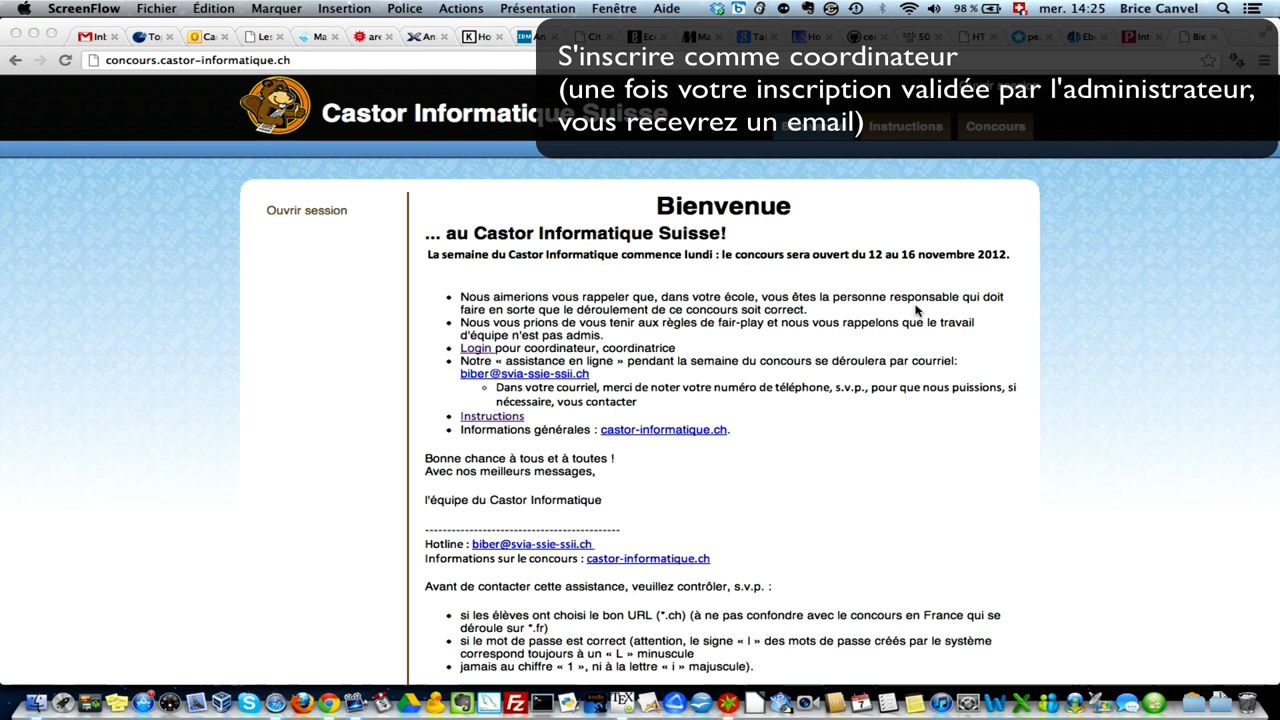 ScreenFlow Fichier Édition Marquer Insertion Police Actions Présentation Fenêtre Aide 98 % mer. 14:25 Brice Canvel
concours.castor-informatique.ch
S'inscrire comme coordinateur
(une fois votre inscription validée par l'administrateur,
vous recevrez un email)
Castor Informatique Suisse
Instructions Concours
Ouvrir session
Bienvenue
... au Castor Informatique Suisse!
La semaine du Castor Informatique commence lundi : le concours sera ouvert du 12 au 16 novembre 2012.
• Nous aimerions vous rappeler que, dans votre école, vous êtes la personne responsable qui doit
faire en sorte que le déroulement de ce concours soit correct.
• Nous vous prions de vous tenir aux règles de fair-play et nous vous rappelons que le travail
d'équipe n'est pas admis.
• Login pour coordinateur, coordinatrice
• Notre « assistance en ligne » pendant la semaine du concours se déroulera par courriel:
biber@svia-ssie-ssii.ch
◦ Dans votre courriel, merci de noter votre numéro de téléphone, s.v.p., pour que nous puissions, si
nécessaire, vous contacter
• Instructions
• Informations générales : castor-informatique.ch.
Bonne chance à tous et à toutes !
Avec nos meilleurs messages,
l'équipe du Castor Informatique
-------------------------------------------
Hotline : biber@svia-ssie-ssii.ch
Informations sur le concours : castor-informatique.ch
Avant de contacter cette assistance, veuillez contrôler, s.v.p. :
• si les élèves ont choisi le bon URL (*.ch) (à ne pas confondre avec le concours en France qui se
déroule sur *.fr)
• si le mot de passe est correct (attention, le signe « l » des mots de passe créés par le système
correspond toujours à un « L » minuscule
• jamais au chiffre « 1 », ni à la lettre « i » majuscule).